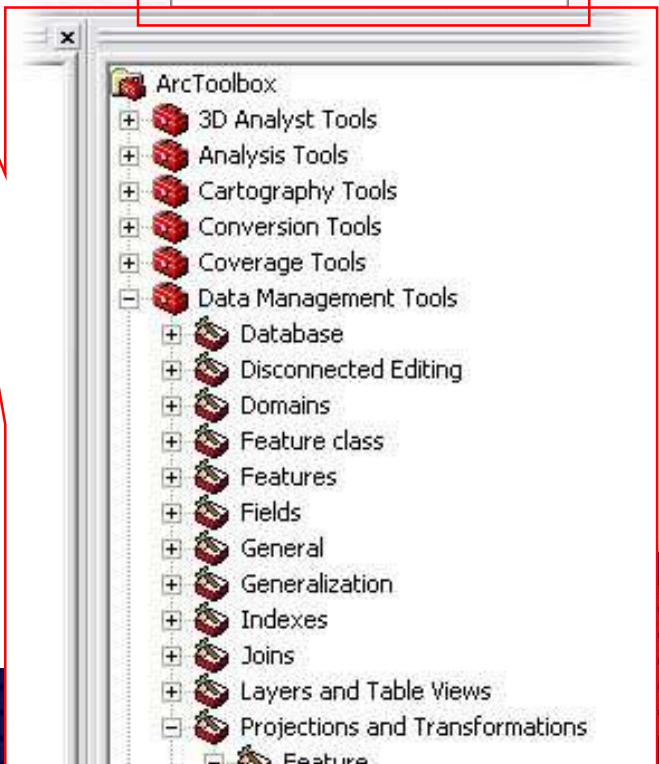 ArcToolbox
3D Analyst Tools
Analysis Tools
Cartography Tools
Conversion Tools
Coverage Tools
Data Management Tools
Database
Disconnected Editing
Domains
Feature class
Features
Fields
General
Generalization
Indexes
Joins
Layers and Table Views
Projections and Transformations
Feature